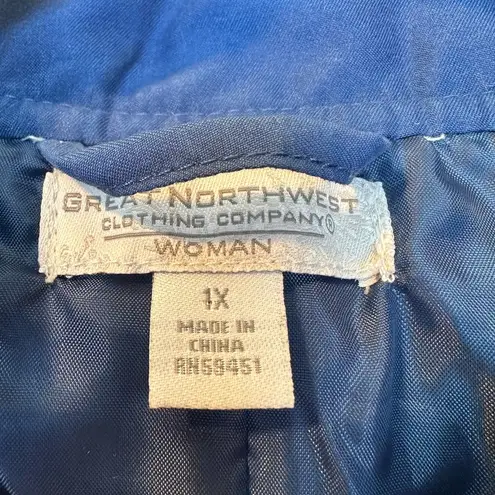 GREAT NORTHWEST
CLOTHING COMPANY®
WOMAN
1X
MADE IN
CHINA
RN59451